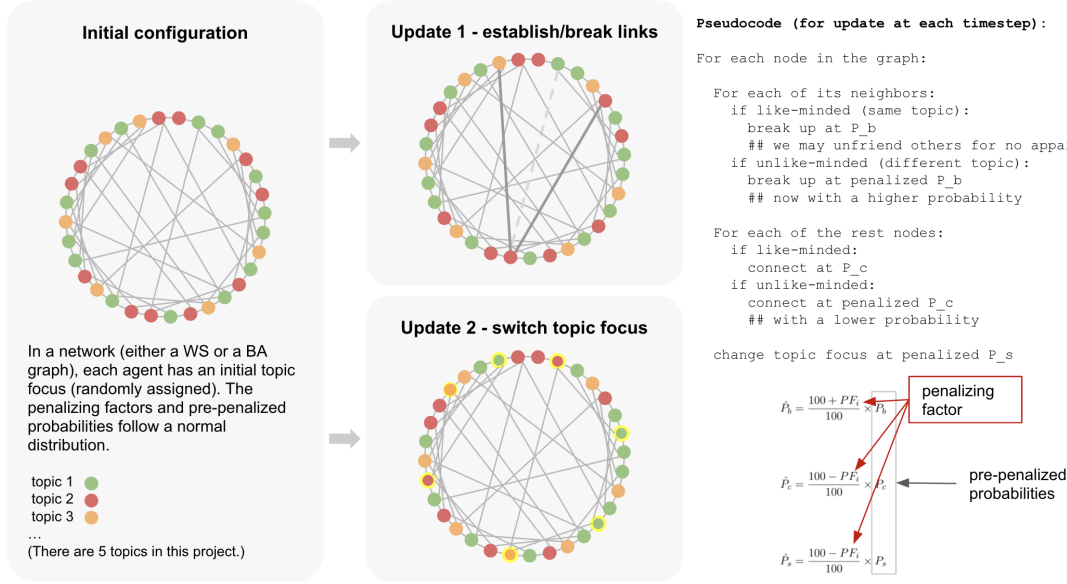 Initial configuration
In a network (either a WS or a BA
graph), each agent has an initial topic
focus (randomly assigned). The
penalizing factors and pre-penalized
probabilities follow a normal
distribution.
topic 1
topic 2
topic 3
...
(There are 5 topics in this project.)
Update 1 - establish/break links
Update 2 - switch topic focus
Pseudocode (for update at each timestep):
For each node in the graph:
For each of its neighbors:
if like-minded (same topic):
break up at P_b
## we may unfriend others for no appa
if unlike-minded (different topic):
break up at penalized P_b
## now with a higher probability
For each of the rest nodes:
if like-minded:
connect at P_c
if unlike-minded:
connect at penalized P_c
## with a lower probability
change topic focus at penalized P_s
P̂_b = (100 + PF_i)/100 × P_b
P̂_c = (100 − PF_i)/100 × P_c
P̂_s = (100 − PF_i)/100 × P_s
penalizing
factor
pre-penalized
probabilities